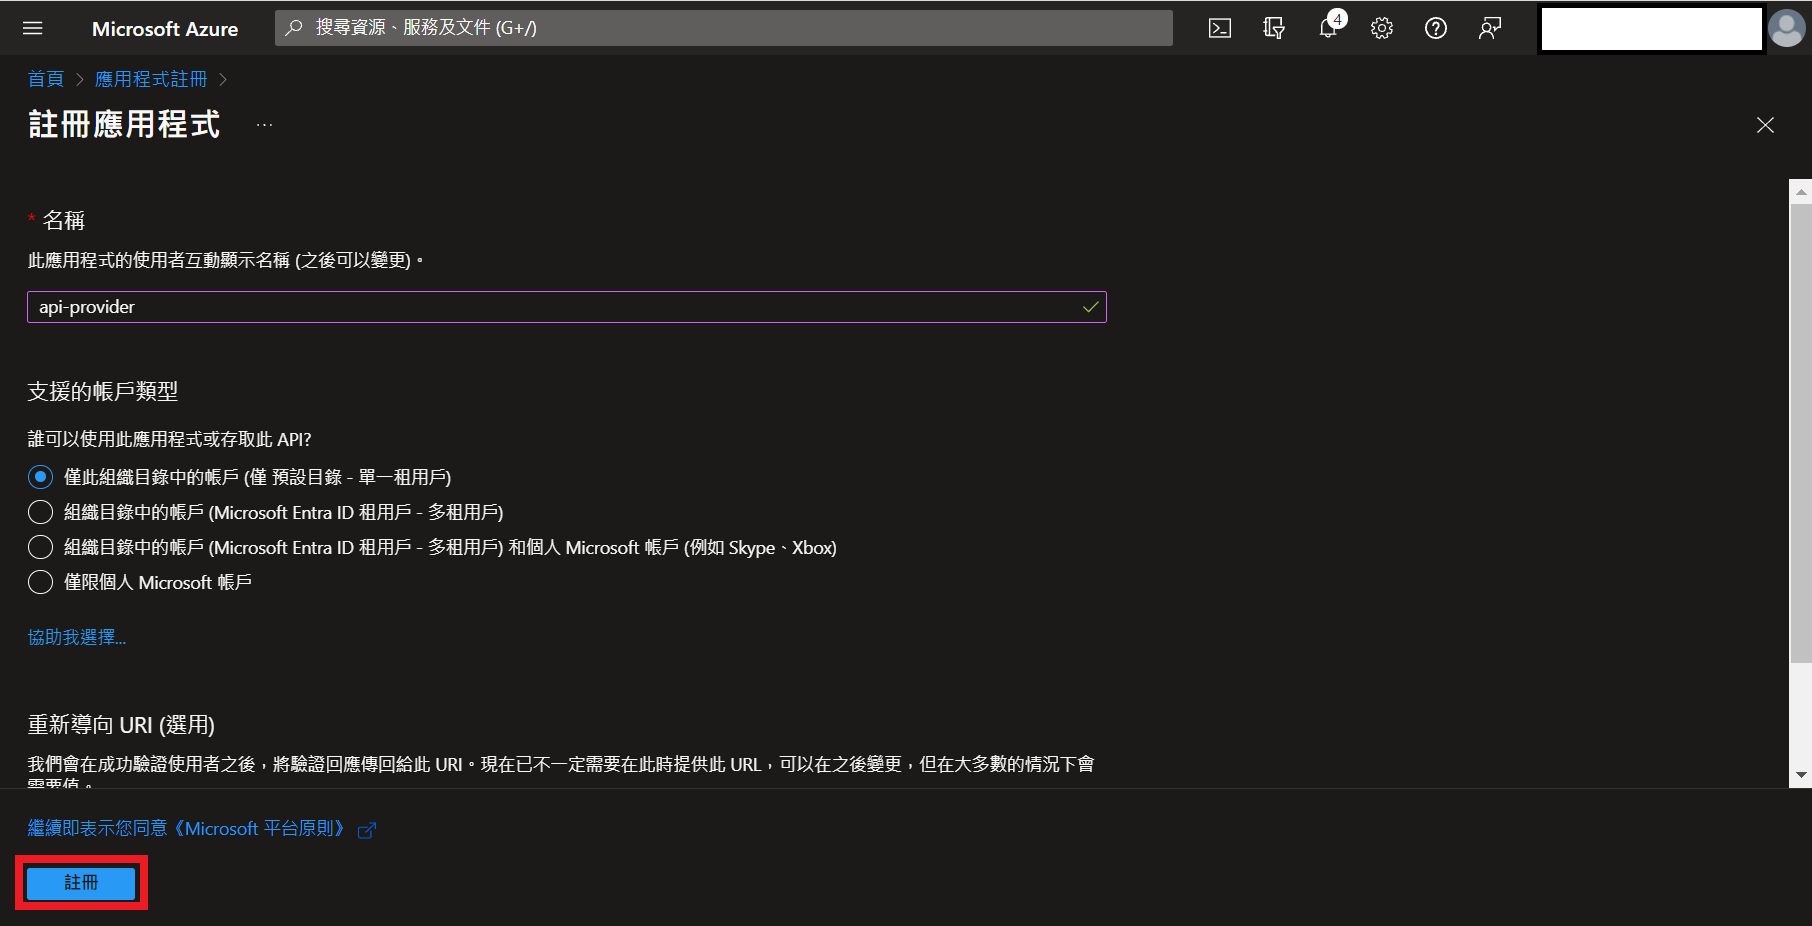 Microsoft Azure
搜尋資源、服務及文件 (G+/)
4
首頁 > 應用程式註冊 >
註冊應用程式 ...
* 名稱
此應用程式的使用者互動顯示名稱 (之後可以變更)。
api-provider
支援的帳戶類型
誰可以使用此應用程式或存取此 API?
僅此組織目錄中的帳戶 (僅 預設目錄 - 單一租用戶)
組織目錄中的帳戶 (Microsoft Entra ID 租用戶 - 多租用戶)
組織目錄中的帳戶 (Microsoft Entra ID 租用戶 - 多租用戶) 和個人 Microsoft 帳戶 (例如 Skype、Xbox)
僅限個人 Microsoft 帳戶
協助我選擇...
重新導向 URI (選用)
我們會在成功驗證使用者之後，將驗證回應傳回給此 URI。現在已不一定需要在此時提供此 URL，可以在之後變更，但在大多數的情況下會
需要值。
繼續即表示您同意《Microsoft 平台原則》
註冊